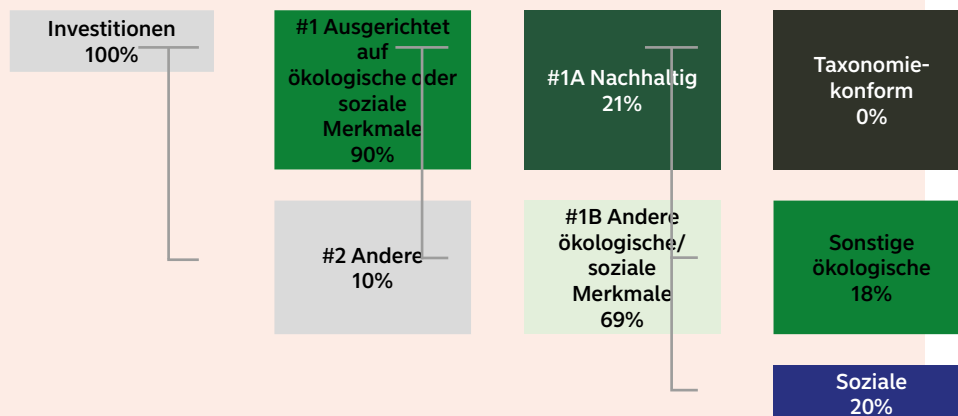 Investitionen
100%
#1 Ausgerichtet
auf
ökologische oder
soziale
Merkmale
90%
#1A Nachhaltig
21%
Taxonomie-
konform
0%
#2 Andere
10%
#1B Andere
ökologische/
soziale
Merkmale
69%
Sonstige
ökologische
18%
Soziale
20%